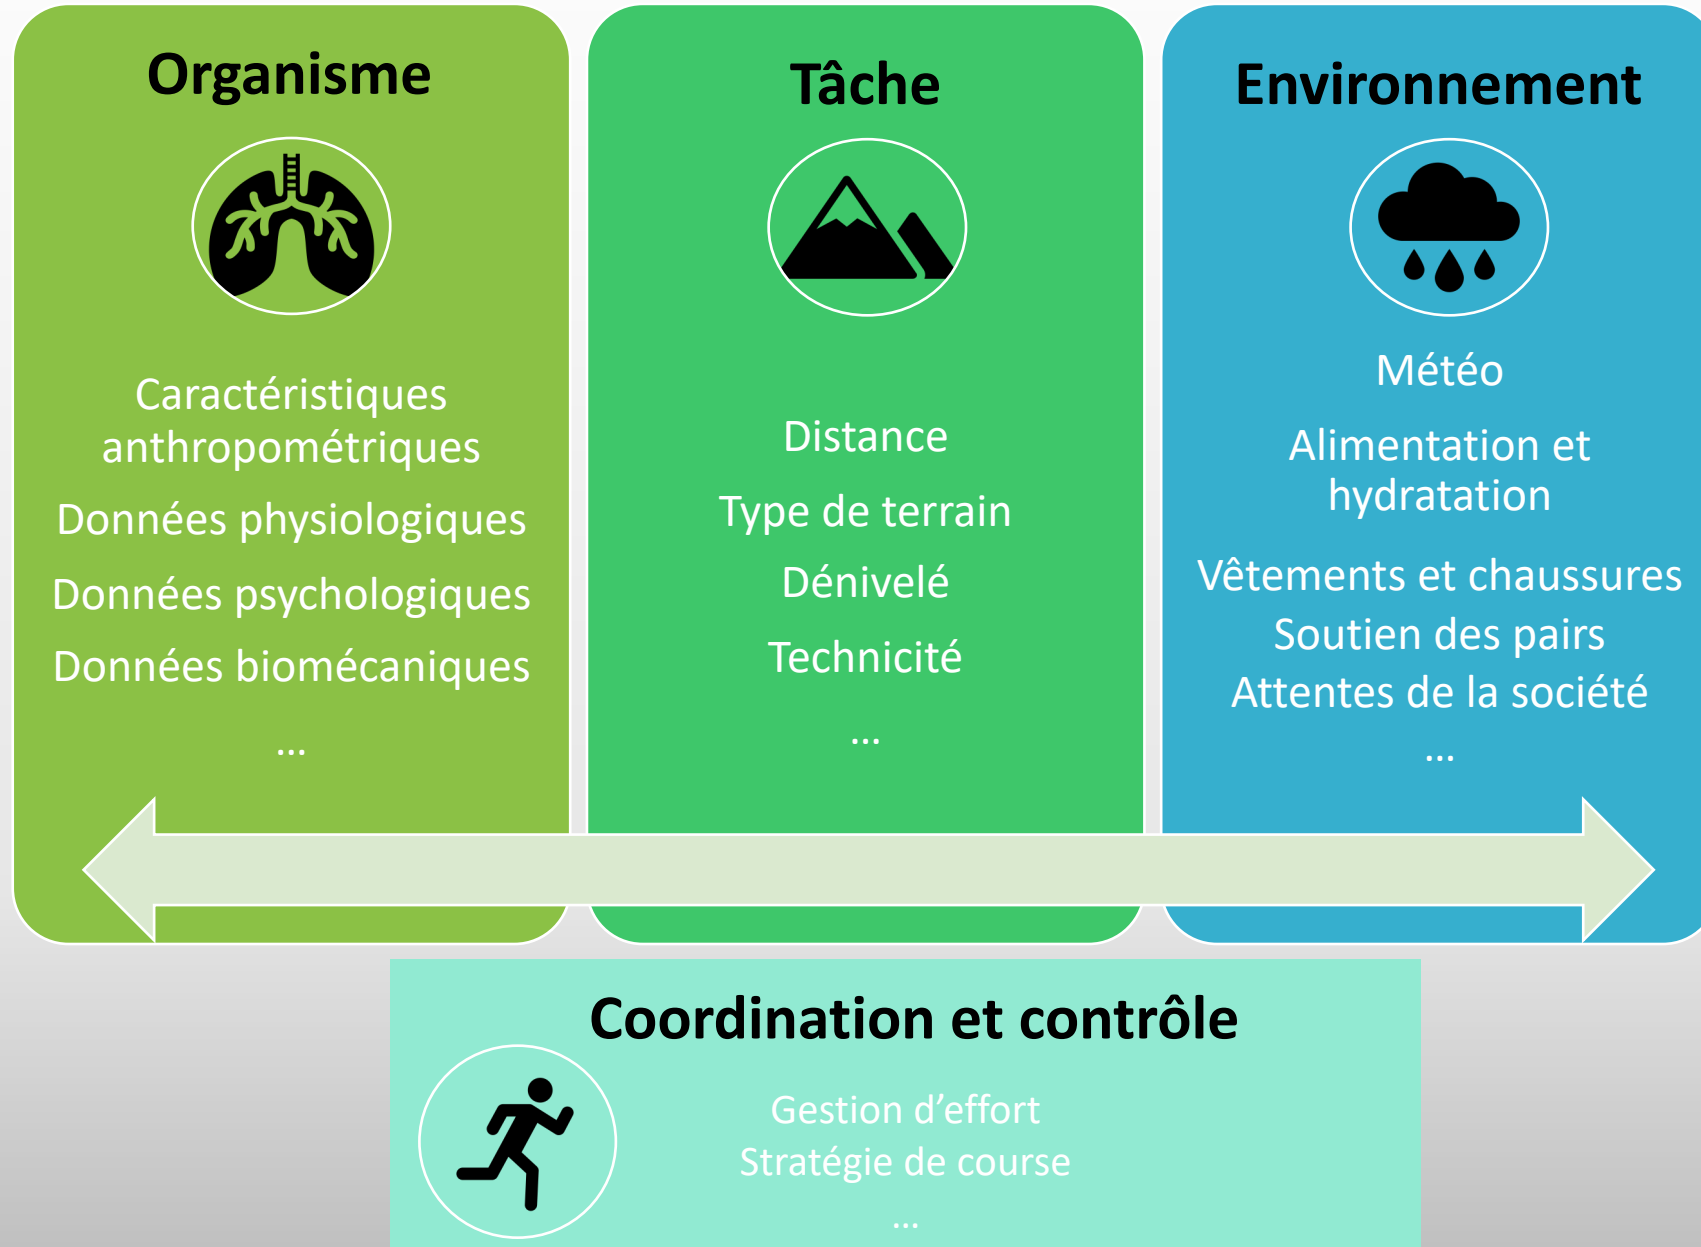 Organisme
Caractéristiques
anthropométriques
Données physiologiques
Données psychologiques
Données biomécaniques
...
Tâche
Distance
Type de terrain
Dénivelé
Technicité
...
Environnement
Météo
Alimentation et
hydratation
Vêtements et chaussures
Soutien des pairs
Attentes de la société
...
Coordination et contrôle
Gestion d’effort
Stratégie de course
...